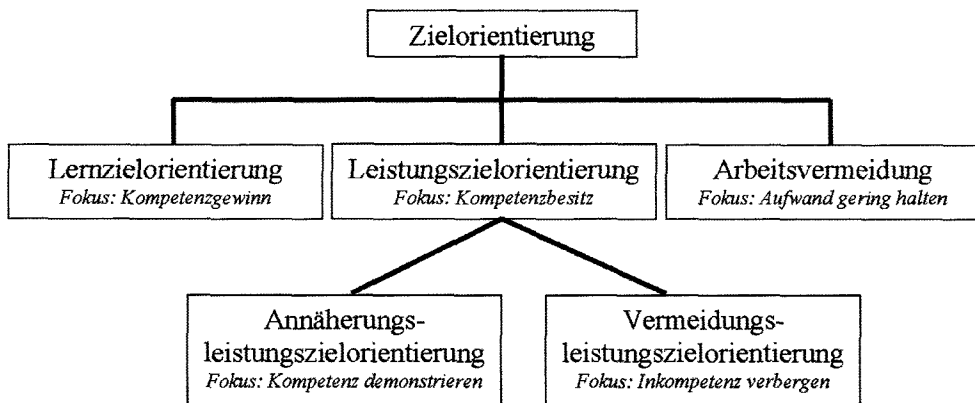 Zielorientierung
Lernzielorientierung
Fokus: Kompetenzgewinn
Leistungszielorientierung
Fokus: Kompetenzbesitz
Arbeitsvermeidung
Fokus: Aufwand gering halten
Annäherungs-
leistungszielorientierung
Fokus: Kompetenz demonstrieren
Vermeidungs-
leistungszielorientierung
Fokus: Inkompetenz verbergen